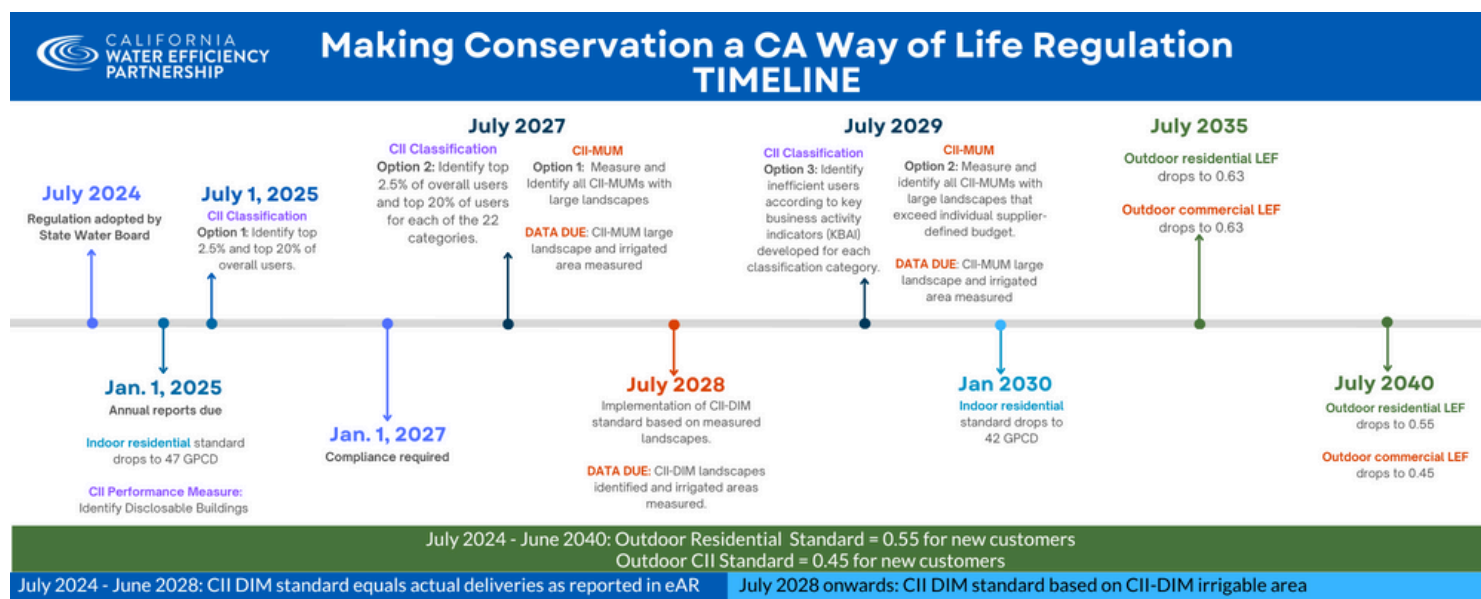 CALIFORNIA
WATER EFFICIENCY
PARTNERSHIP
Making Conservation a CA Way of Life Regulation
TIMELINE
July 2024
Regulation adopted by
State Water Board
July 1, 2025
CII Classification
Option 1: Identify top
2.5% and top 20% of
overall users.
July 2027
CII Classification
Option 2: Identify top
2.5% of overall users
and top 20% of users
for each of the 22
categories.
CII-MUM
Option 1: Measure and
Identify all CII-MUMs with
large landscapes
DATA DUE: CII-MUM large
landscape and irrigated
area measured
July 2029
CII Classification
Option 3: Identify
inefficient users
according to key
business activity
indicators (KBAI)
developed for each
classification category.
CII-MUM
Option 2: Measure and
identify all CII-MUMs with
large landscapes that
exceed individual supplier-
defined budget.
DATA DUE: CII-MUM large
landscape and irrigated
area measured
July 2035
Outdoor residential LEF
drops to 0.63
Outdoor commercial LEF
drops to 0.63
Jan. 1, 2025
Annual reports due
Indoor residential standard
drops to 47 GPCD
CII Performance Measure:
Identify Disclosable Buildings
Jan. 1, 2027
Compliance required
July 2028
Implementation of CII-DIM
standard based on measured
landscapes.
DATA DUE: CII-DIM landscapes
identified and irrigated areas
measured.
Jan 2030
Indoor residential
standard drops to
42 GPCD
July 2040
Outdoor residential LEF
drops to 0.55
Outdoor commercial LEF
drops to 0.45
July 2024 - June 2040: Outdoor Residential Standard = 0.55 for new customers
Outdoor CII Standard = 0.45 for new customers
July 2024 - June 2028: CII DIM standard equals actual deliveries as reported in eAR
July 2028 onwards: CII DIM standard based on CII-DIM irrigable area